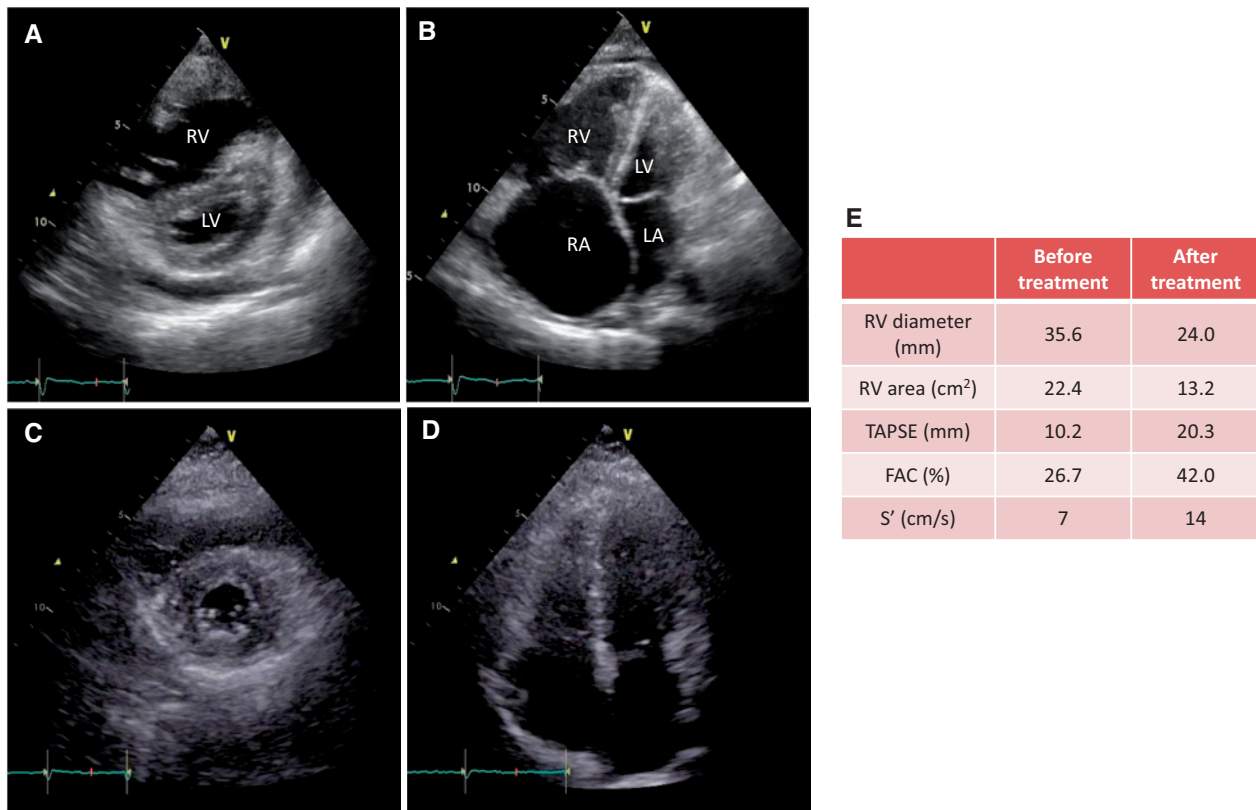 A
V
5
RV
LV
10
B
V
5
RV
LV
10
RA
LA
5
C
V
5
10
D
V
5
10
E
Before treatment After treatment
RV diameter (mm) 35.6 24.0
RV area (cm²) 22.4 13.2
TAPSE (mm) 10.2 20.3
FAC (%) 26.7 42.0
S’ (cm/s) 7 14